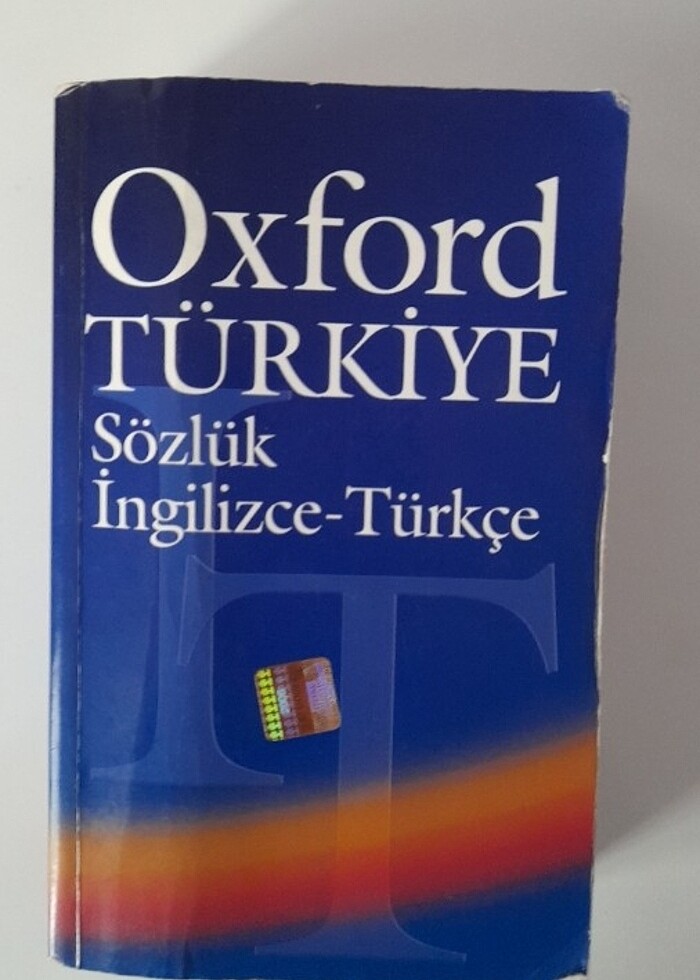 Oxford
TÜRKİYE
Sözlük
İngilizce-Türkçe
İ
T